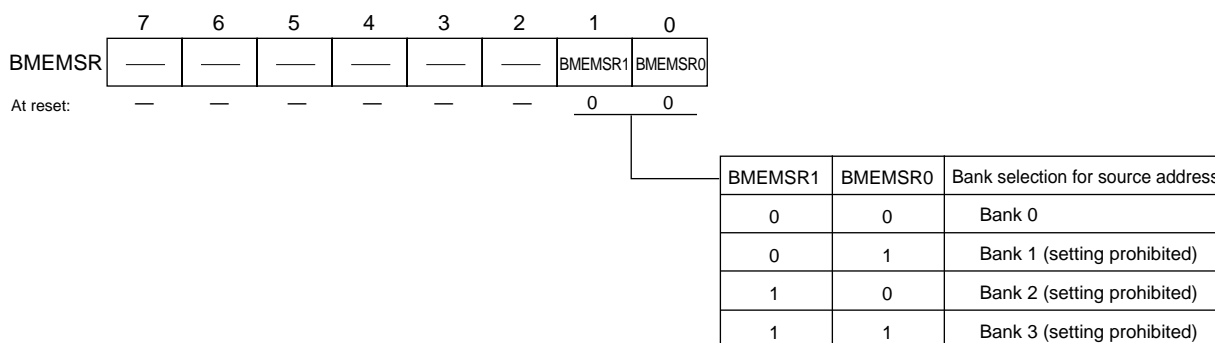 7 6 5 4 3 2 1 0
BMEMSR — — — — — — BMEMSR1 BMEMSR0
At reset: — — — — — — 0 0
BMEMSR1 BMEMSR0 Bank selection for source address
0 0 Bank 0
0 1 Bank 1 (setting prohibited)
1 0 Bank 2 (setting prohibited)
1 1 Bank 3 (setting prohibited)